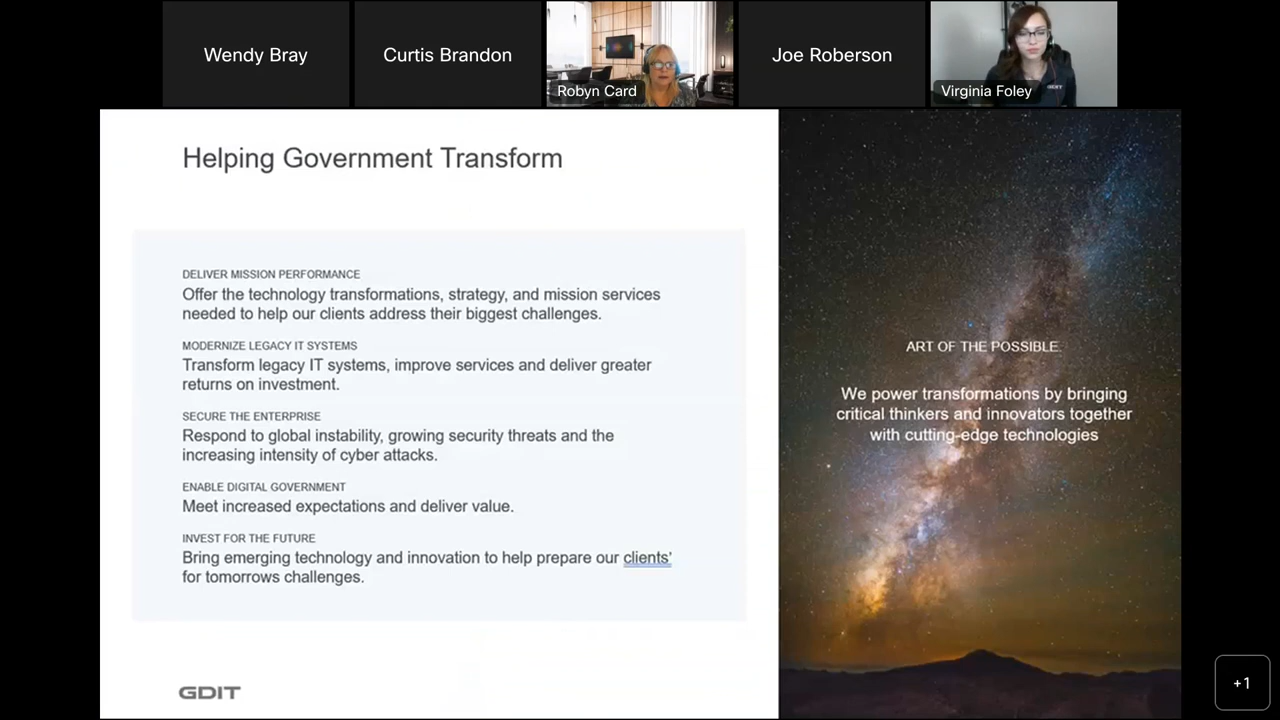 Wendy Bray
Curtis Brandon
Robyn Card
Joe Roberson
Virginia Foley
GDIT
Helping Government Transform
DELIVER MISSION PERFORMANCE
Offer the technology transformations, strategy, and mission services
needed to help our clients address their biggest challenges.
MODERNIZE LEGACY IT SYSTEMS
Transform legacy IT systems, improve services and deliver greater
returns on investment.
SECURE THE ENTERPRISE
Respond to global instability, growing security threats and the
increasing intensity of cyber attacks.
ENABLE DIGITAL GOVERNMENT
Meet increased expectations and deliver value.
INVEST FOR THE FUTURE
Bring emerging technology and innovation to help prepare our clients'
for tomorrows challenges.
GDIT
ART OF THE POSSIBLE.
We power transformations by bringing
critical thinkers and innovators together
with cutting-edge technologies
+1